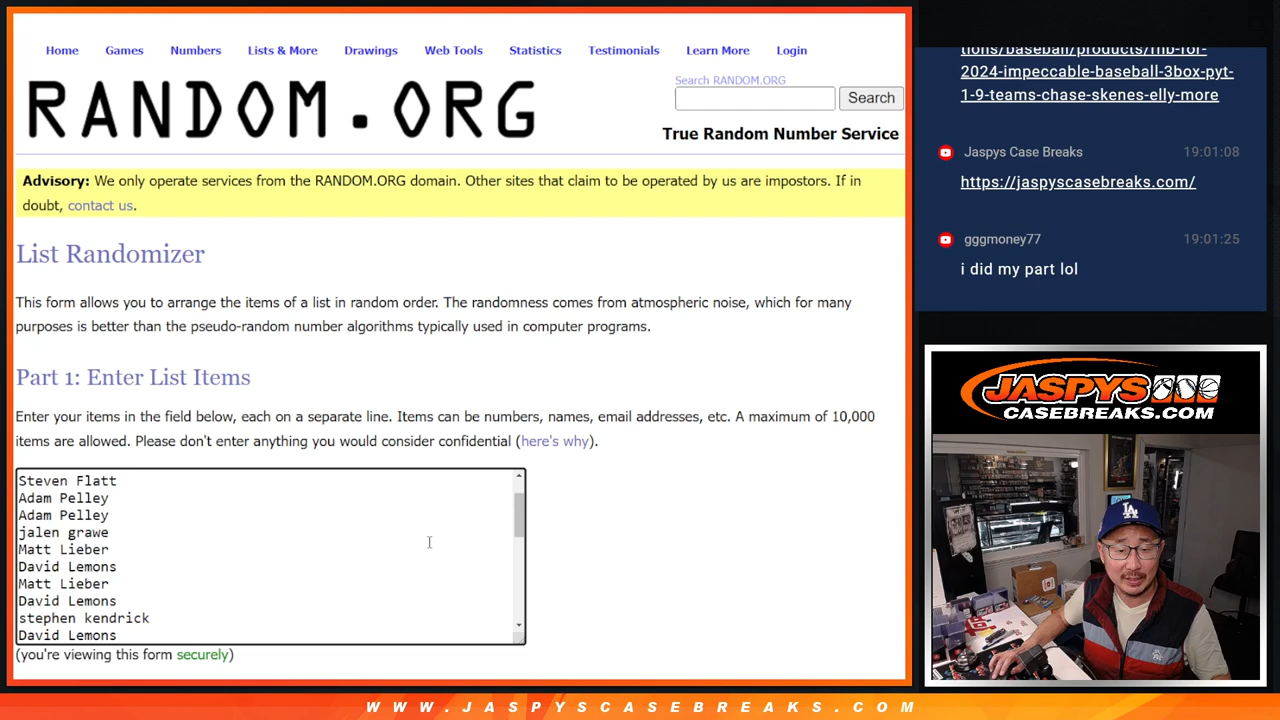 Home Games Numbers Lists & More Drawings Web Tools Statistics Testimonials Learn More Login
RANDOM.ORG
Search RANDOM.ORG
Search
True Random Number Service
Advisory: We only operate services from the RANDOM.ORG domain. Other sites that claim to be operated by us are impostors. If in
doubt, contact us.
List Randomizer
This form allows you to arrange the items of a list in random order. The randomness comes from atmospheric noise, which for many
purposes is better than the pseudo-random number algorithms typically used in computer programs.
Part 1: Enter List Items
Enter your items in the field below, each on a separate line. Items can be numbers, names, email addresses, etc. A maximum of 10,000
items are allowed. Please don't enter anything you would consider confidential (here's why).
Steven Flatt
Adam Pelley
Adam Pelley
jalen grawe
Matt Lieber
David Lemons
Matt Lieber
David Lemons
stephen kendrick
David Lemons
(you're viewing this form securely)
tions/baseball/products/rnb-for-
2024-impeccable-baseball-3box-pyt-
1-9-teams-chase-skenes-elly-more
Jaspys Case Breaks 19:01:08
https://jaspyscasebreaks.com/
gggmoney77 19:01:25
i did my part lol
JASPYS
CASEBREAKS.COM
LA
WWW.JASPYSCASEBREAKS.COM